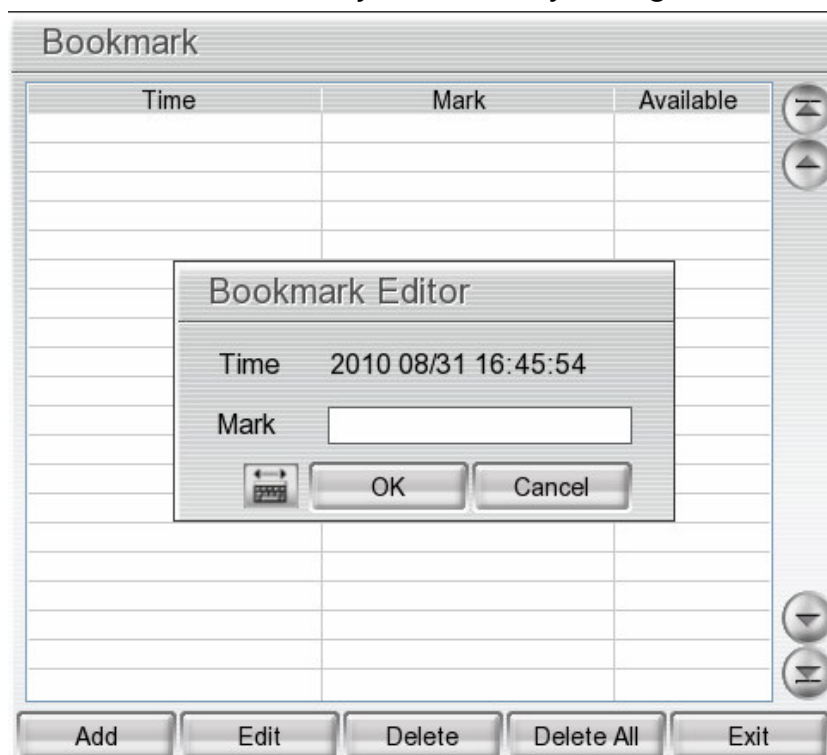 Bookmark
Time Mark Available
Bookmark Editor
Time 2010 08/31 16:45:54
Mark
OK Cancel
Add Edit Delete Delete All Exit